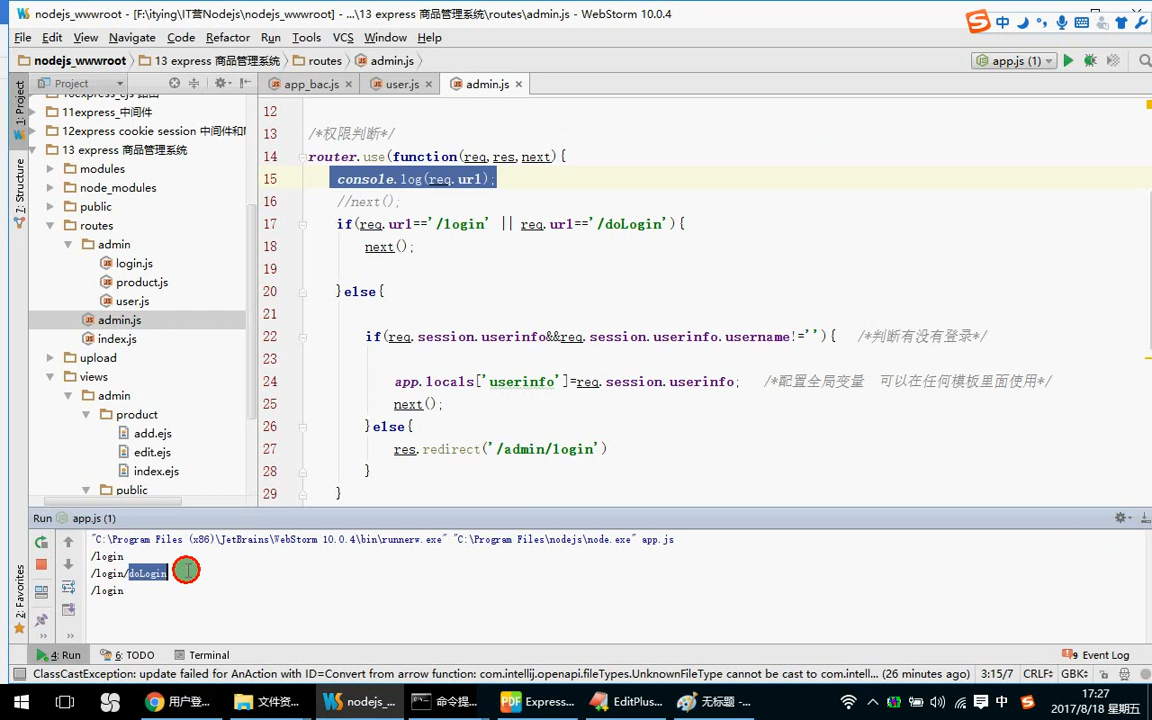 nodejs_wwwroot - [F:\itying\IT营Nodejs\nodejs_wwwroot] - ...\13 express 商品管理系统\routes\admin.js - WebStorm 10.0.4
中
File Edit View Navigate Code Refactor Run Tools VCS Window Help
nodejs_wwwroot 13 express 商品管理系统 routes admin.js
app.js (1)
Project
app_bac.js user.js admin.js
1: Project
7: Structure
2: Favorites
11express_中间件
12express cookie session 中间件和
13 express 商品管理系统
modules
node_modules
public
routes
admin
login.js
product.js
user.js
admin.js
index.js
upload
views
admin
product
add.ejs
edit.ejs
index.ejs
public
12
13 /*权限判断*/
14 router.use(function(req,res,next){
15 console.log(req.url);
16 //next();
17 if(req.url=='/login' || req.url=='/doLogin'){
18 next();
19
20 }else{
21
22 if(req.session.userinfo&&req.session.userinfo.username!=''){ /*判断有没有登录*/
23
24 app.locals['userinfo']=req.session.userinfo; /*配置全局变量 可以在任何模板里面使用*/
25 next();
26 }else{
27 res.redirect('/admin/login')
28 }
29 }
Run app.js (1)
"C:\Program Files (x86)\JetBrains\WebStorm 10.0.4\bin\runnerw.exe" "C:\Program Files\nodejs\node.exe" app.js
/login
/login/doLogin
/login
4: Run 6: TODO Terminal
9 Event Log
ClassCastException: update failed for AnAction with ID=Convert from arrow function: com.intellij.openapi.fileTypes.UnknownFileType cannot be cast to com.intell... (26 minutes ago)
3:15/7 CRLF÷ GBK÷
用户登... 文件资... nodejs_... 命令提... Express... EditPlus... 无标题 -...
中
17:27
2017/8/18 星期五